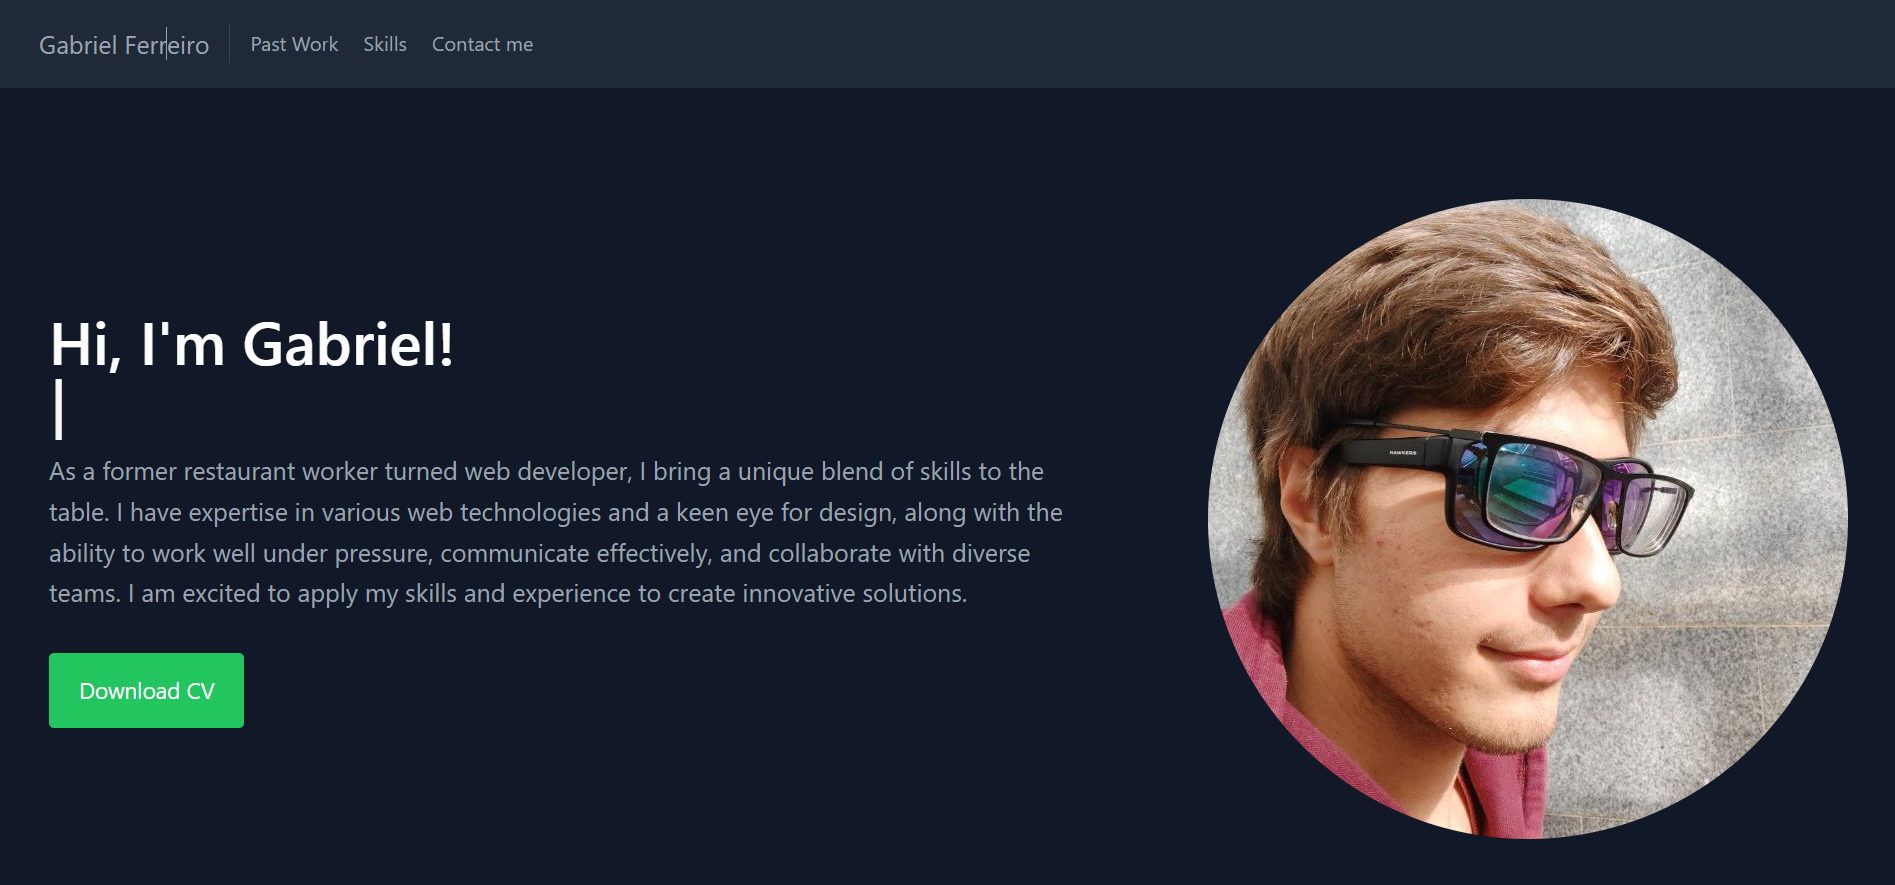 Gabriel Ferreiro
Past Work
Skills
Contact me
Hi, I'm Gabriel!
As a former restaurant worker turned web developer, I bring a unique blend of skills to the
table. I have expertise in various web technologies and a keen eye for design, along with the
ability to work well under pressure, communicate effectively, and collaborate with diverse
teams. I am excited to apply my skills and experience to create innovative solutions.
Download CV
HAWKERS